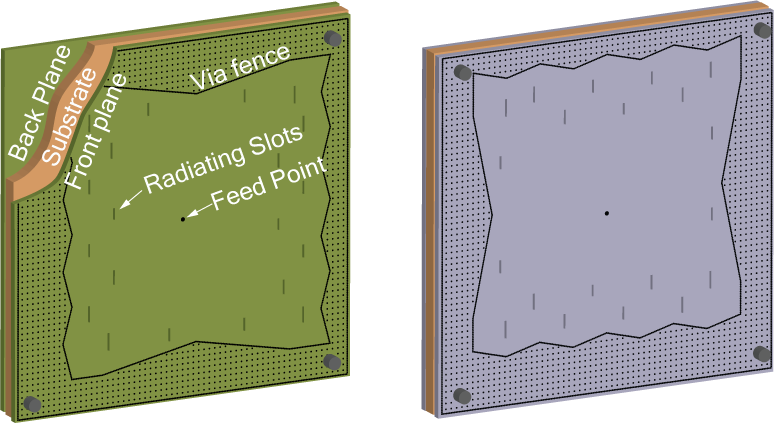 Back Plane
Substrate
Front plane
Via fence
Radiating Slots
Feed Point